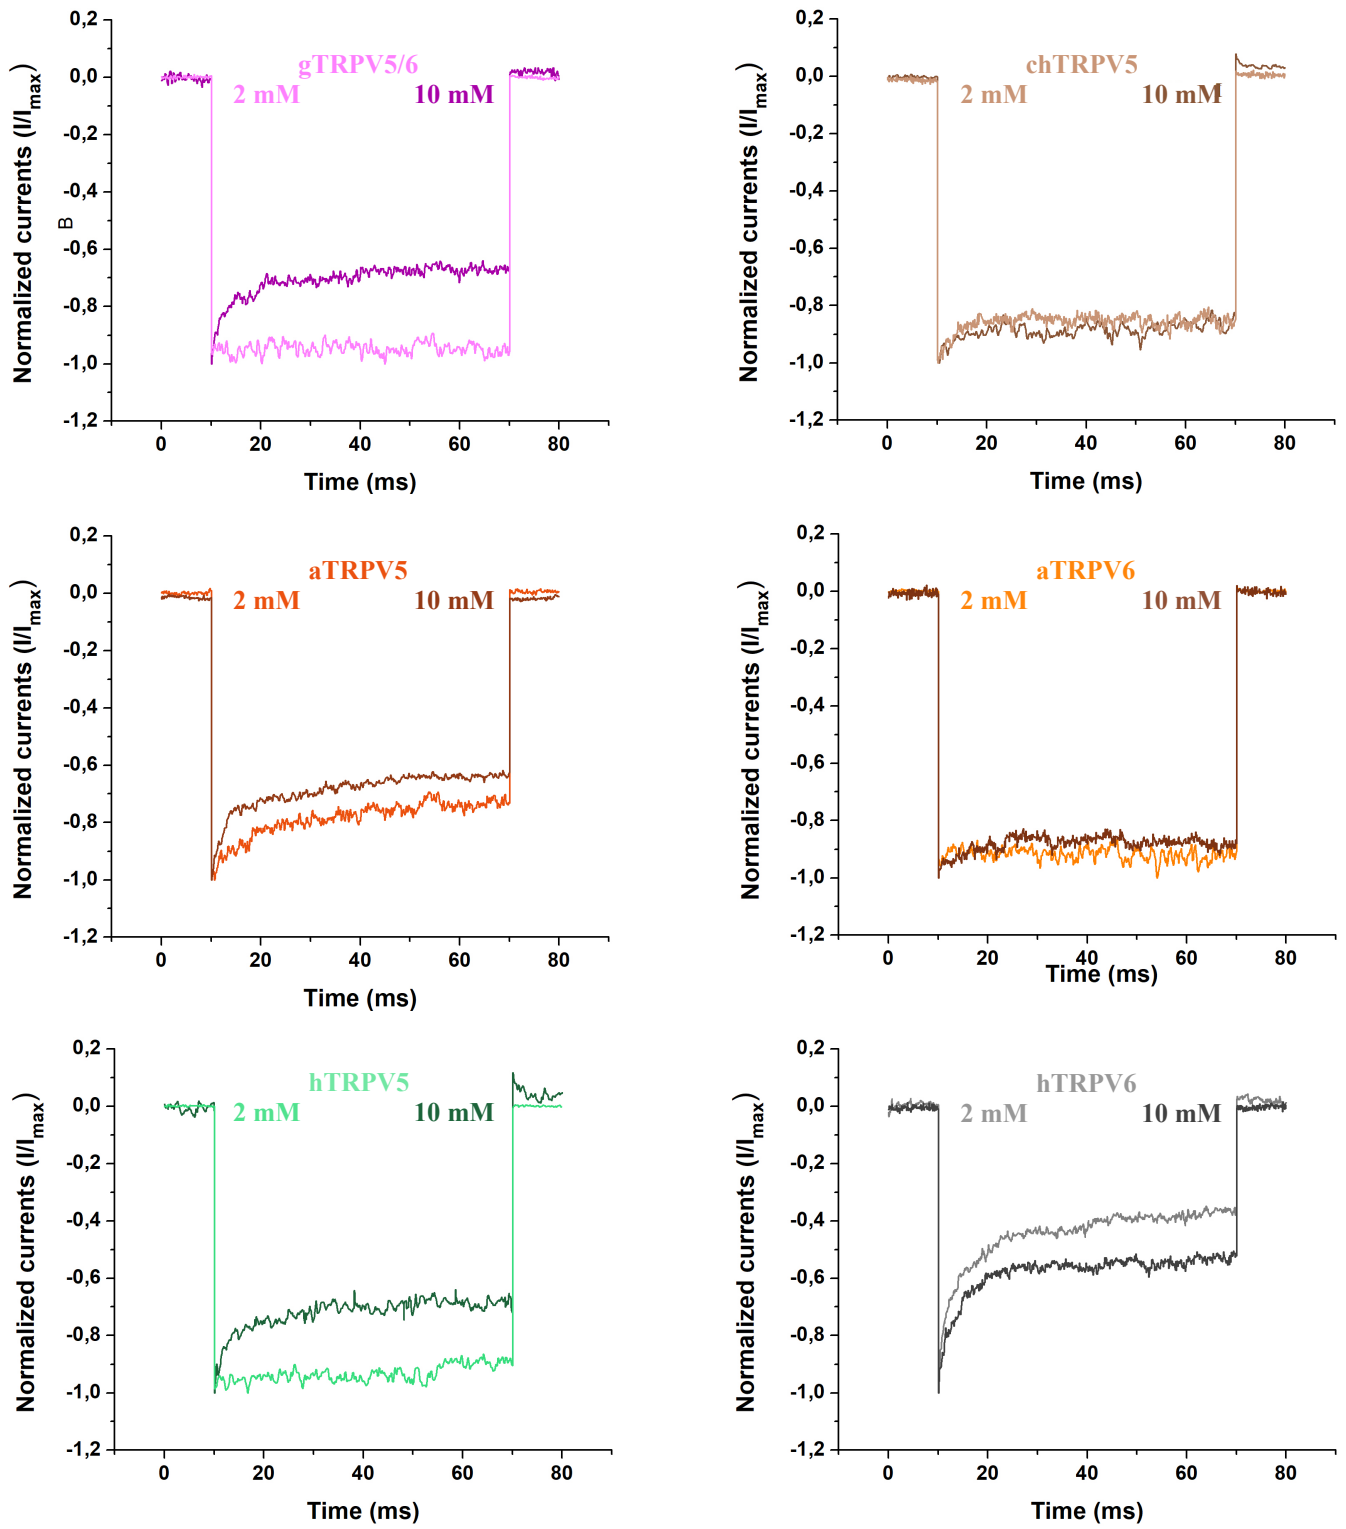 gTRPV5/6
2 mM 10 mM
Normalized currents (I/Imax)
B
0,2
0,0
-0,2
-0,4
-0,6
-0,8
-1,0
-1,2
0 20 40 60 80
Time (ms)
chTRPV5
2 mM 10 mM
Normalized currents (I/Imax)
0,2
0,0
-0,2
-0,4
-0,6
-0,8
-1,0
-1,2
0 20 40 60 80
Time (ms)
aTRPV5
2 mM 10 mM
Normalized currents (I/Imax)
0,2
0,0
-0,2
-0,4
-0,6
-0,8
-1,0
-1,2
0 20 40 60 80
Time (ms)
aTRPV6
2 mM 10 mM
Normalized currents (I/Imax)
0,2
0,0
-0,2
-0,4
-0,6
-0,8
-1,0
-1,2
0 20 40 60 80
Time (ms)
hTRPV5
2 mM 10 mM
Normalized currents (I/Imax)
0,2
0,0
-0,2
-0,4
-0,6
-0,8
-1,0
-1,2
0 20 40 60 80
Time (ms)
hTRPV6
2 mM 10 mM
Normalized currents (I/Imax)
0,2
0,0
-0,2
-0,4
-0,6
-0,8
-1,0
-1,2
0 20 40 60 80
Time (ms)